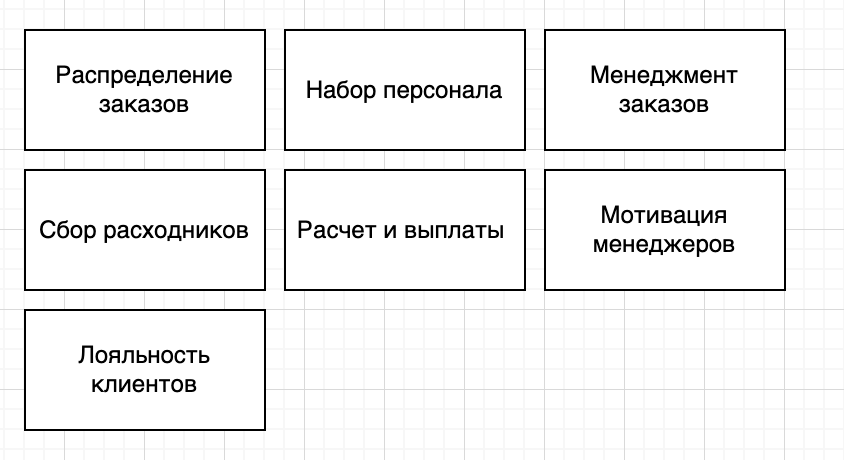 Распределение
заказов
Набор персонала
Менеджмент
заказов
Сбор расходников
Расчет и выплаты
Мотивация
менеджеров
Лояльность
клиентов